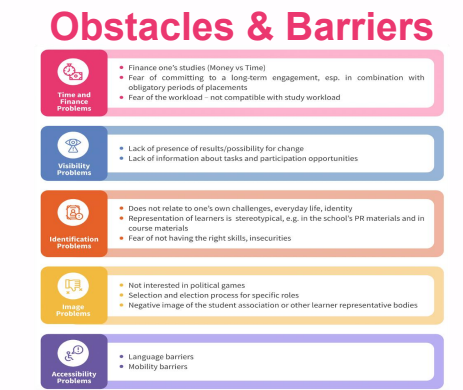 Obstacles & Barriers
Time and
Finance
Problems
• Finance one's studies (Money vs Time)
• Fear of committing to a long-term engagement, esp. in combination with
obligatory periods of placements
• Fear of the workload – not compatible with study workload
Visibility
Problems
• Lack of presence of results/possibility for change
• Lack of information about tasks and participation opportunities
Identification
Problems
• Does not relate to one's own challenges, everyday life, identity
• Representation of learners is stereotypical, e.g. in the school's PR materials and in
course materials
• Fear of not having the right skills, insecurities
Image
Problems
• Not interested in political games
• Selection and election process for specific roles
• Negative image of the student association or other learner representative bodies
Accessibility
Problems
• Language barriers
• Mobility barriers